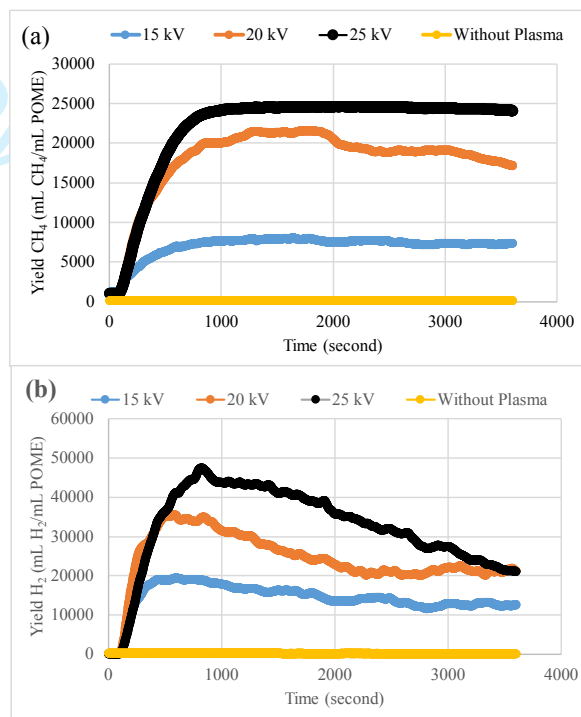 (a)
15 kV 20 kV 25 kV Without Plasma
Yield CH₄ (mL CH₄/mL POME)
30000
25000
20000
15000
10000
5000
0
0 1000 2000 3000 4000
Time (second)
(b)
15 kV 20 kV 25 kV Without Plasma
Yield H₂ (mL H₂/mL POME)
60000
50000
40000
30000
20000
10000
0
0 1000 2000 3000 4000
Time (second)